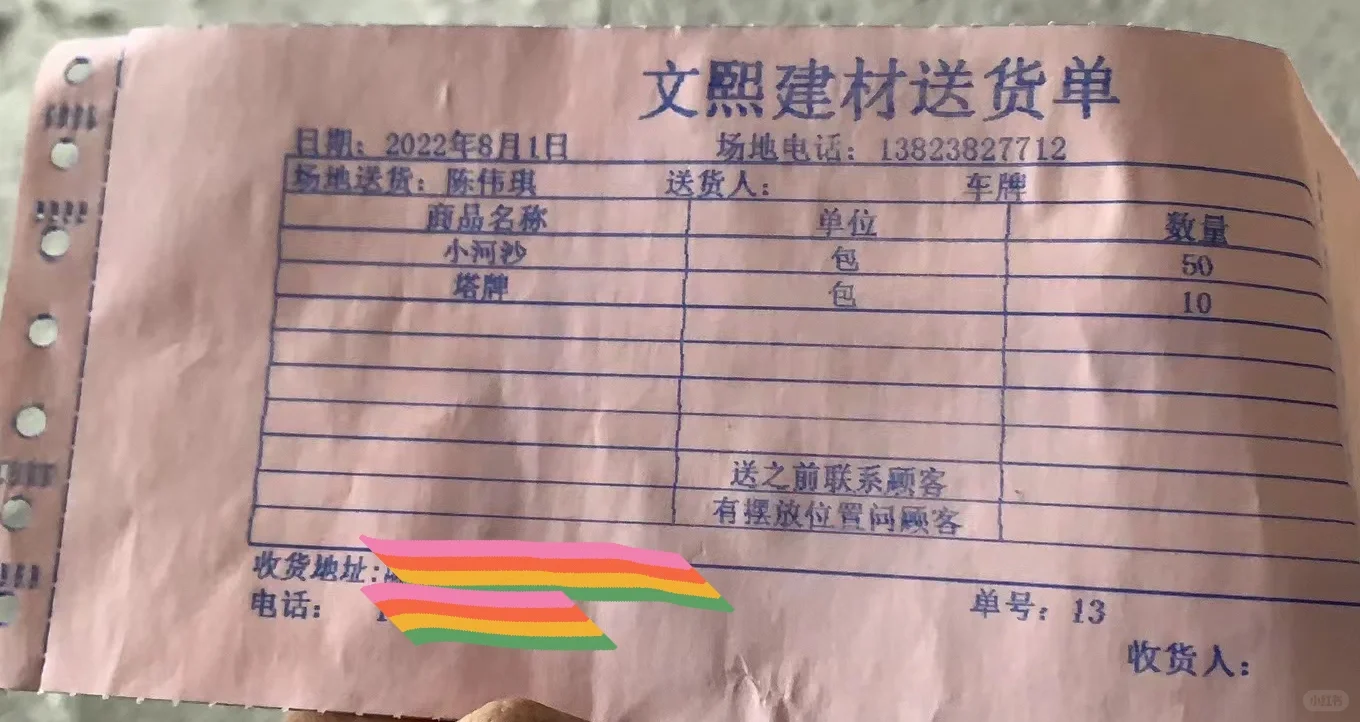 文熙建材送货单
日期：2022年8月1日 场地电话：13823827712
场地送货：陈伟琪 送货人： 车牌
商品名称 单位 数量
小河沙 包 50
塔牌 包 10
送之前联系顾客
有摆放位置问顾客
收货地址：
电话： 1
单号：13
收货人：
小红书